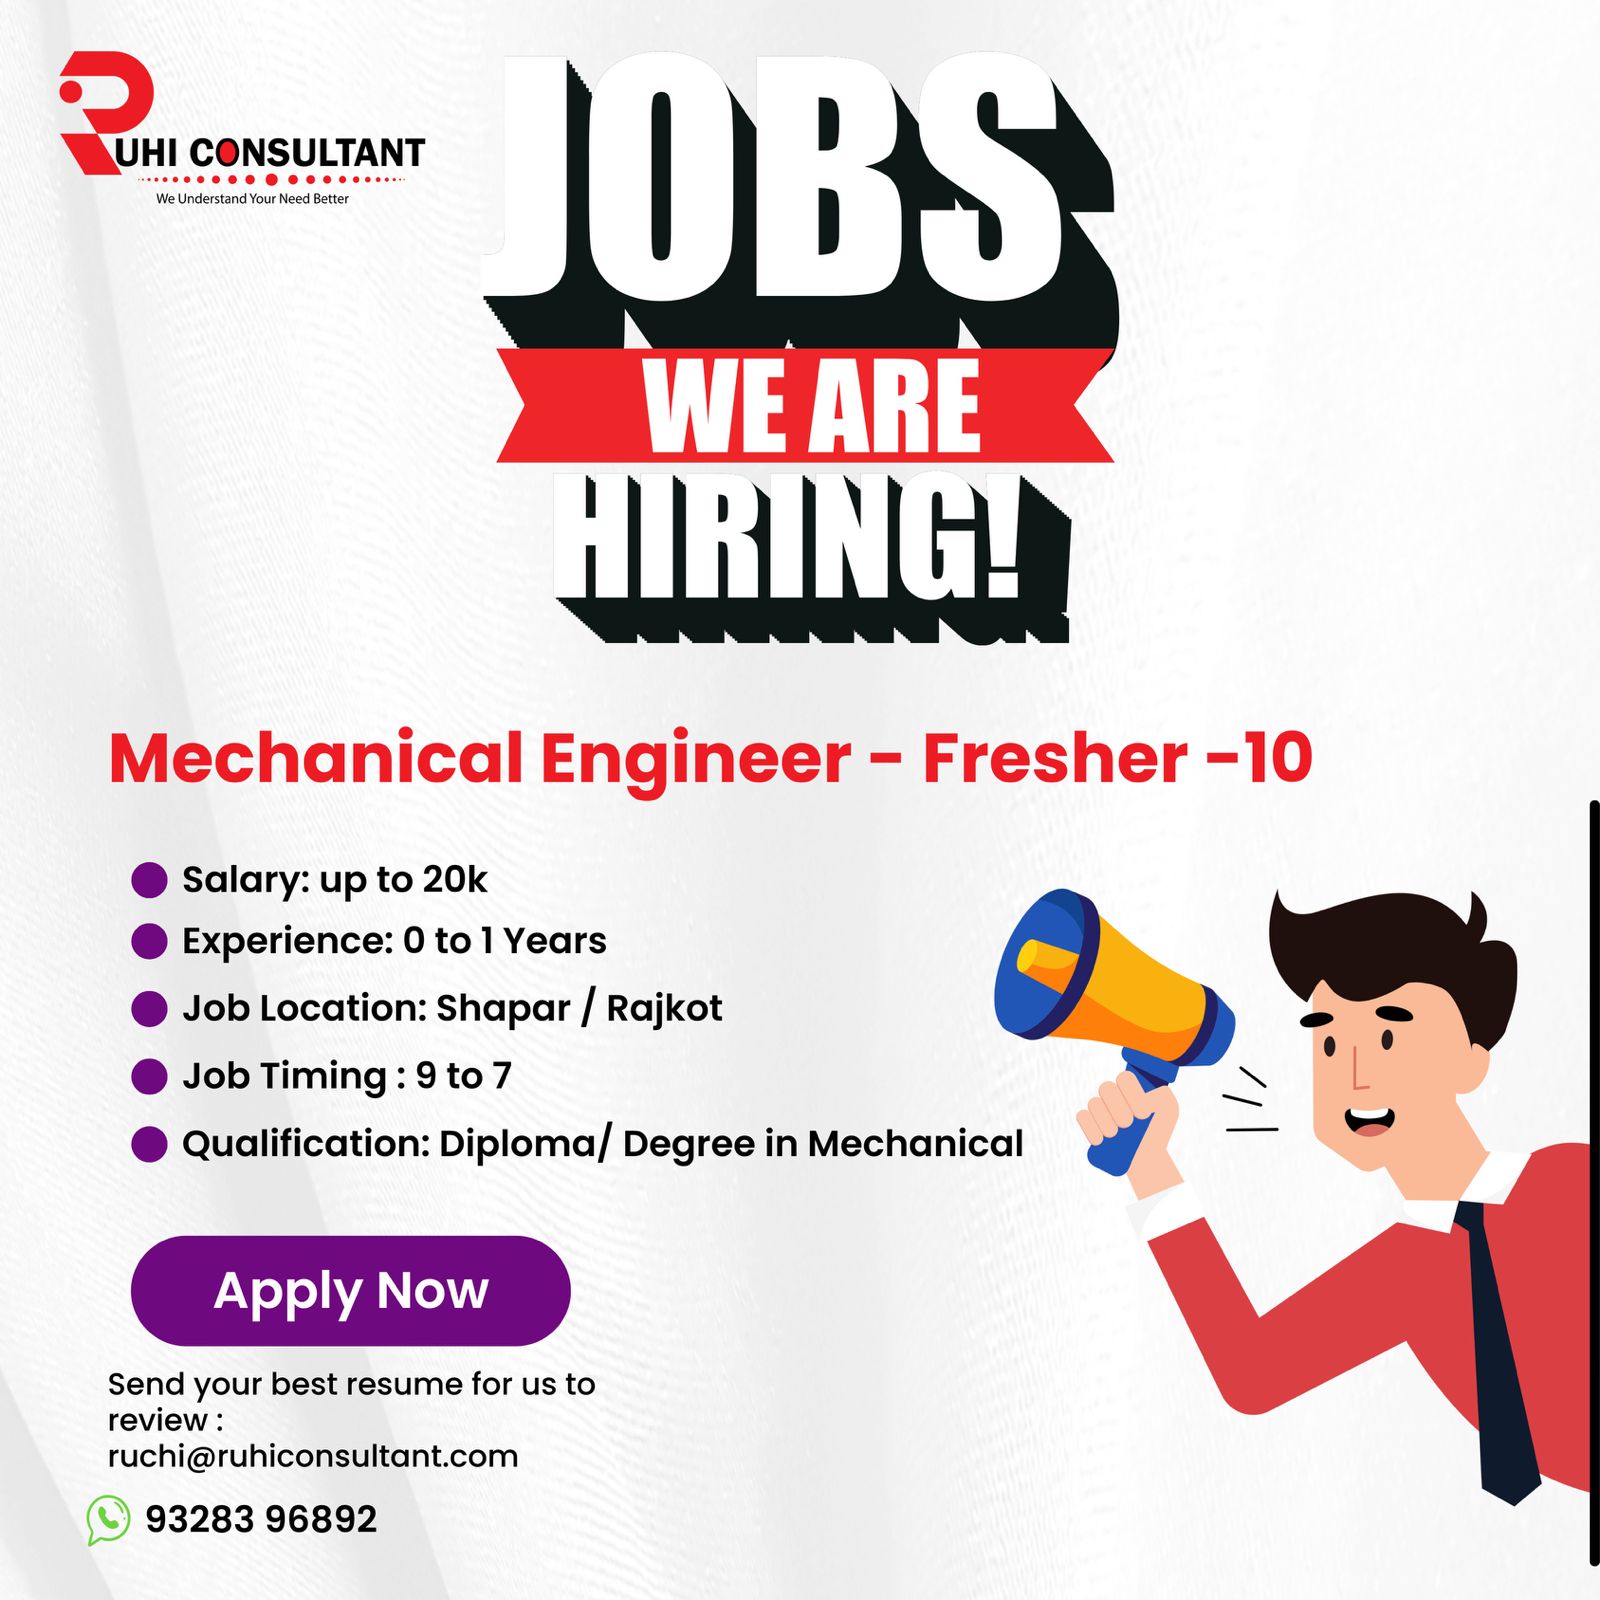 RUHI CONSULTANT
We Understand Your Need Better
JOBS
WE ARE
HIRING!
Mechanical Engineer - Fresher -10
Salary: up to 20k
Experience: 0 to 1 Years
Job Location: Shapar / Rajkot
Job Timing : 9 to 7
Qualification: Diploma/ Degree in Mechanical
Apply Now
Send your best resume for us to
review :
ruchi@ruhiconsultant.com
93283 96892